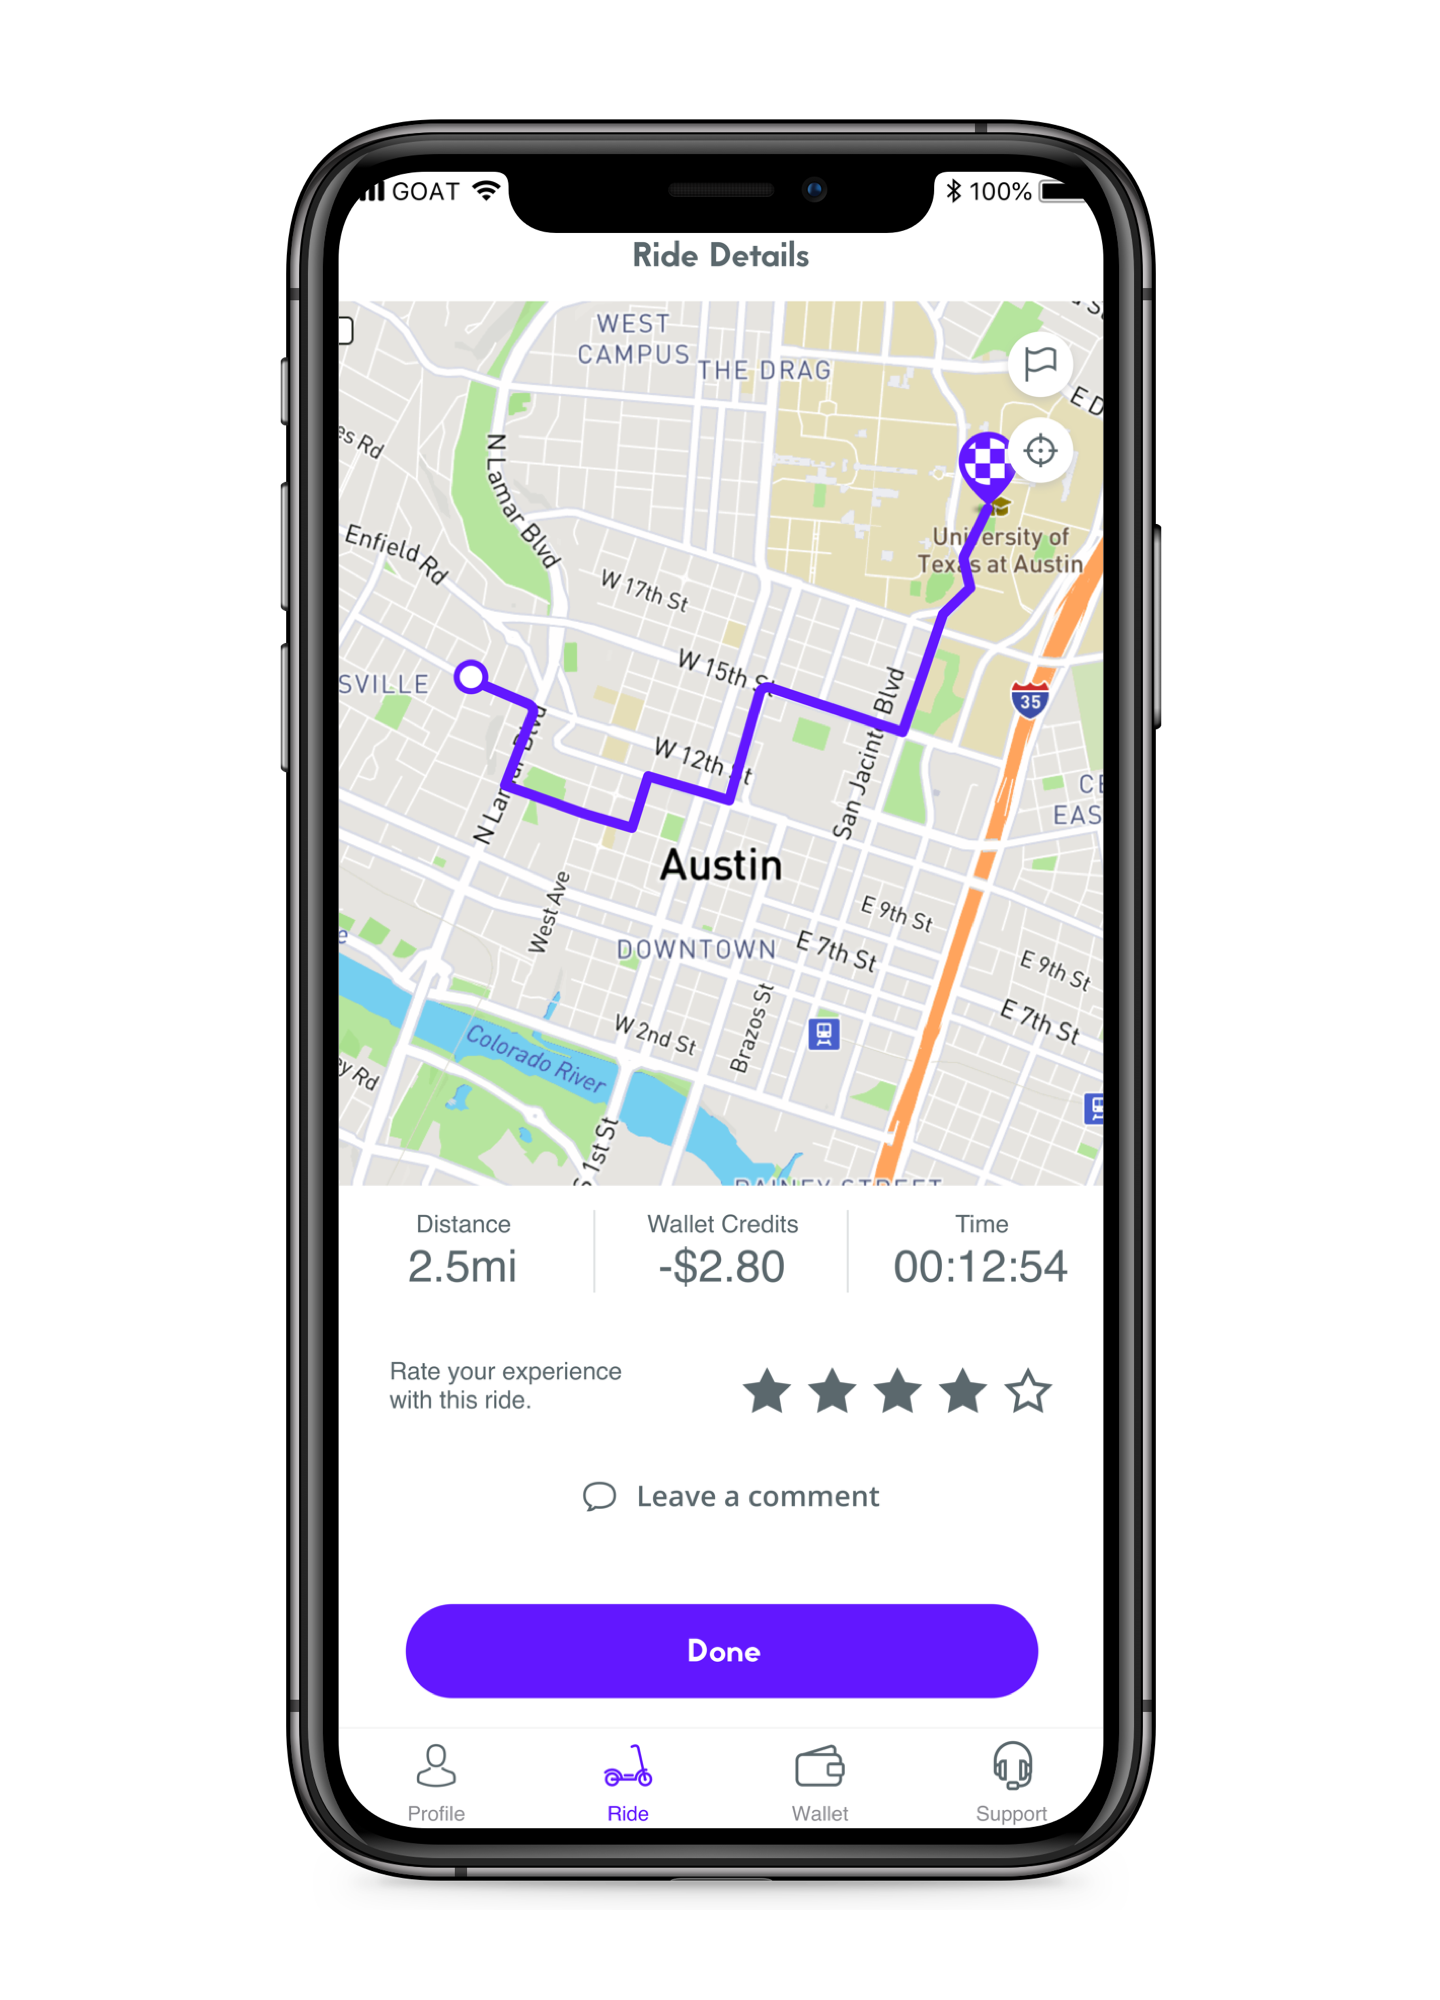 GOAT
100%
Ride Details
WEST
CAMPUS
THE DRAG
E D
es Rd
N Lamar Blvd
Enfield Rd
University of
Texas at Austin
W 17th St
W 15th St
SVILLE
35
San Jacinto Blvd
N Lamar Blvd
W 12th St
CE
EAS
Austin
West Ave
E 9th St
DOWNTOWN
E 7th St
E 9th St
E 7th St
Brazos St
W 2nd St
Colorado River
ey Rd
S 1st St
RAINEY STREET
Distance
Wallet Credits
Time
2.5mi
-$2.80
00:12:54
Rate your experience
with this ride.
Leave a comment
Done
Profile
Ride
Wallet
Support